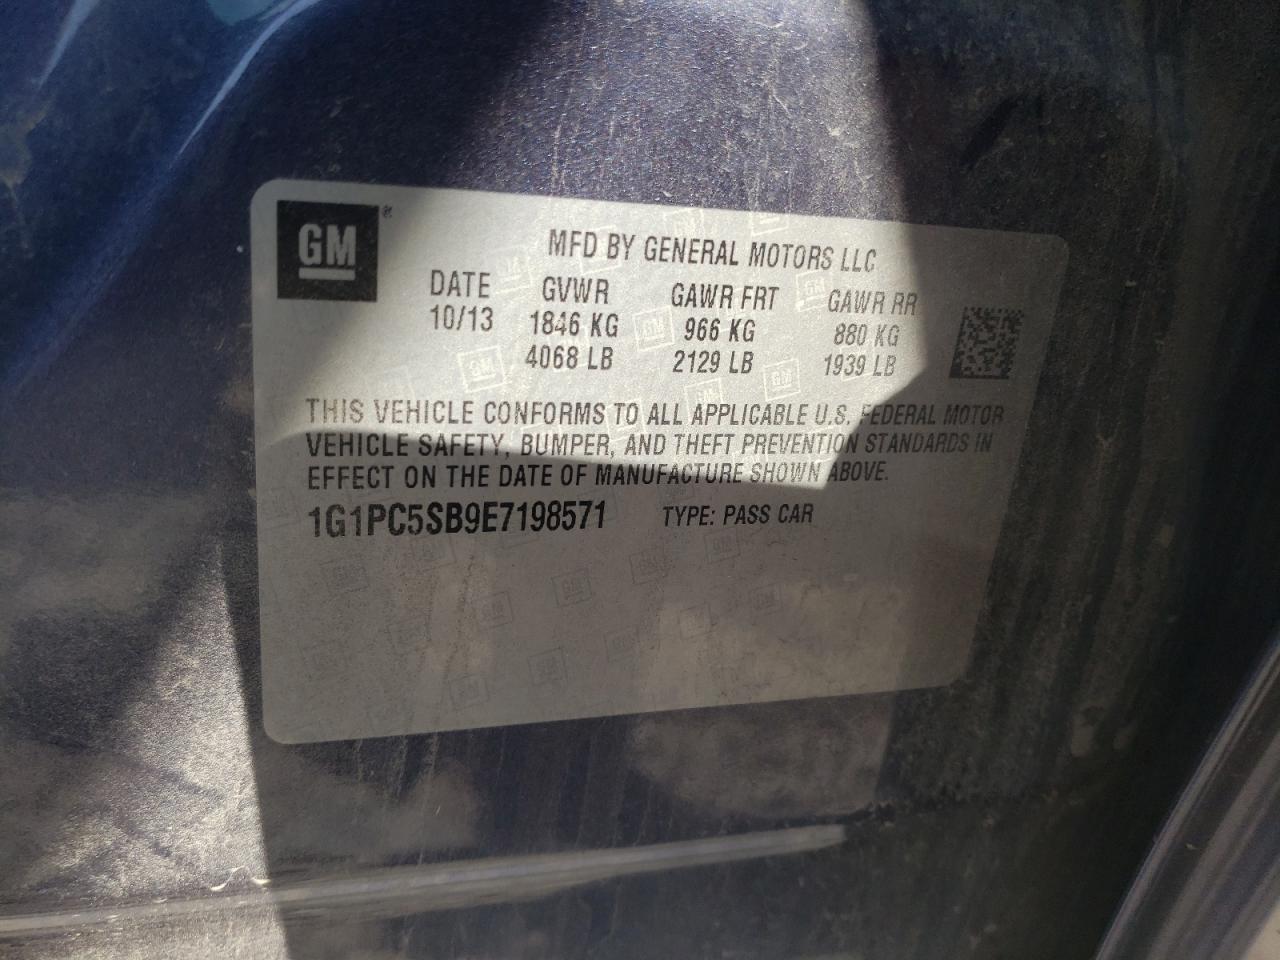 GM®
MFD BY GENERAL MOTORS LLC
DATE GVWR GAWR FRT GAWR RR
10/13 1846 KG 966 KG 880 KG
4068 LB 2129 LB 1939 LB
THIS VEHICLE CONFORMS TO ALL APPLICABLE U.S. FEDERAL MOTOR
VEHICLE SAFETY, BUMPER, AND THEFT PREVENTION STANDARDS IN
EFFECT ON THE DATE OF MANUFACTURE SHOWN ABOVE.
1G1PC5SB9E7198571 TYPE: PASS CAR